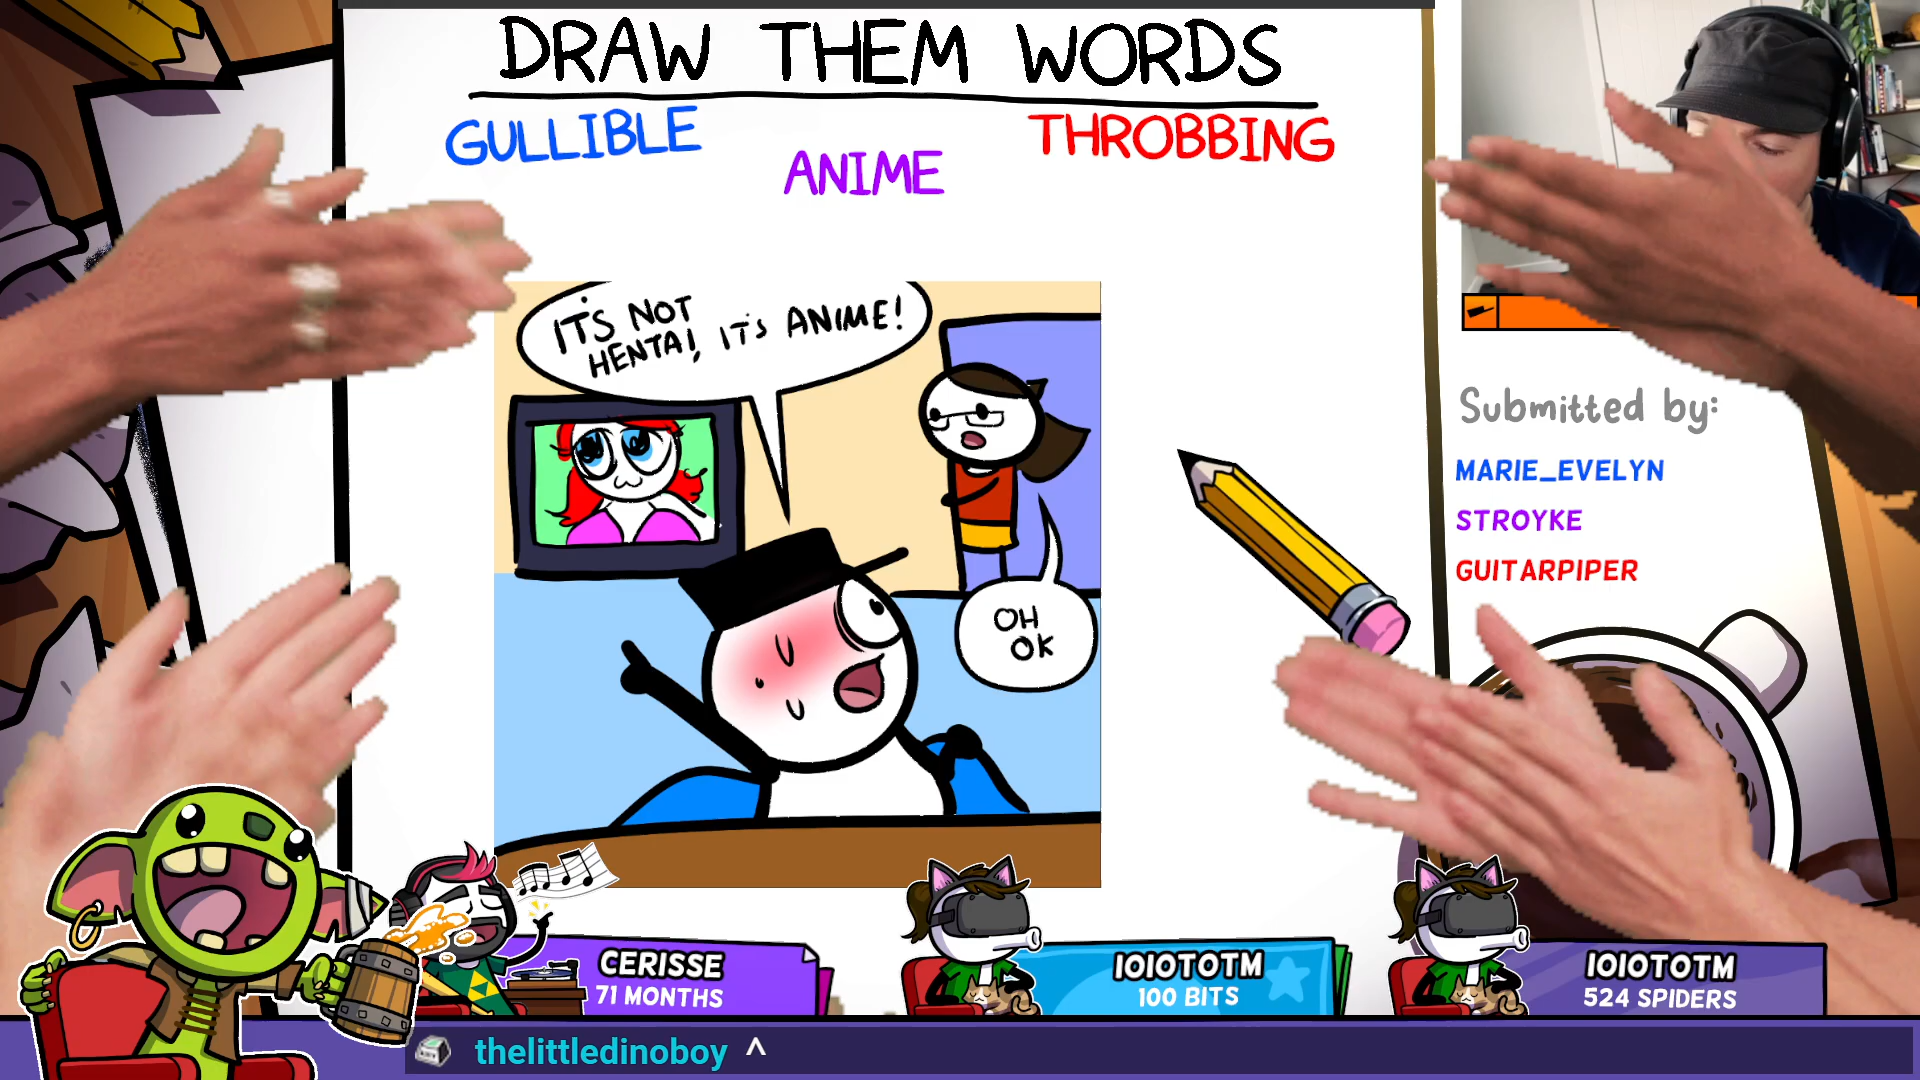 DRAW THEM WORDS
GULLIBLE
ANIME
THROBBING
IT'S NOT
HENTAI, IT'S ANIME!
OH
OK
Submitted by:
MARIE_EVELYN
STROYKE
GUITARPIPER
CERISSE
71 MONTHS
IOIOTOTM
100 BITS
IOIOTOTM
524 SPIDERS
thelittledinoboy ^